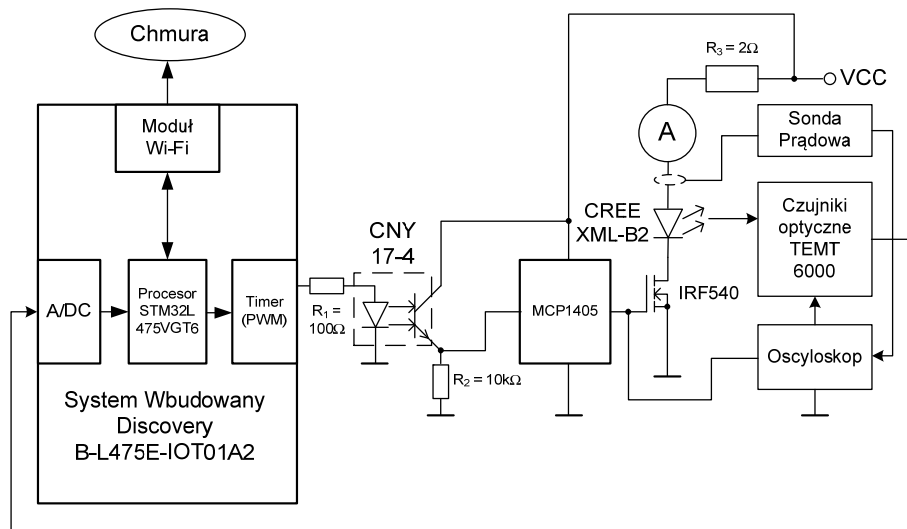 Chmura
Moduł
Wi-Fi
A/DC
Procesor
STM32L
475VGT6
Timer
(PWM)
System Wbudowany
Discovery
B-L475E-IOT01A2
R1 =
100Ω
CNY
17-4
R2 = 10kΩ
MCP1405
R3 = 2Ω
VCC
A
Sonda
Prądowa
CREE
XML-B2
Czujniki
optyczne
TEMT
6000
IRF540
Oscyloskop